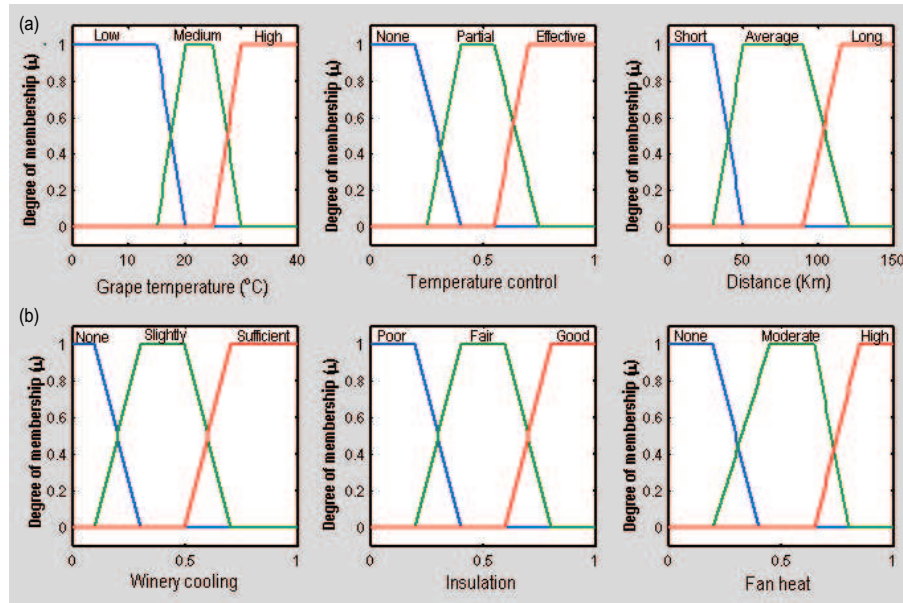 (a)
Low Medium High
Degree of membership (μ)
1
0.8
0.6
0.4
0.2
0
0 10 20 30 40
Grape temperature (°C)
None Partial Effective
Degree of membership (μ)
1
0.8
0.6
0.4
0.2
0
0 0.5 1
Temperature control
Short Average Long
Degree of membership (μ)
1
0.8
0.6
0.4
0.2
0
0 50 100 150
Distance (Km)
(b)
None Slightly Sufficient
Degree of membership (μ)
1
0.8
0.6
0.4
0.2
0
0 0.5 1
Winery cooling
Poor Fair Good
Degree of membership (μ)
1
0.8
0.6
0.4
0.2
0
0 0.5 1
Insulation
None Moderate High
Degree of membership (μ)
1
0.8
0.6
0.4
0.2
0
0 0.5 1
Fan heat